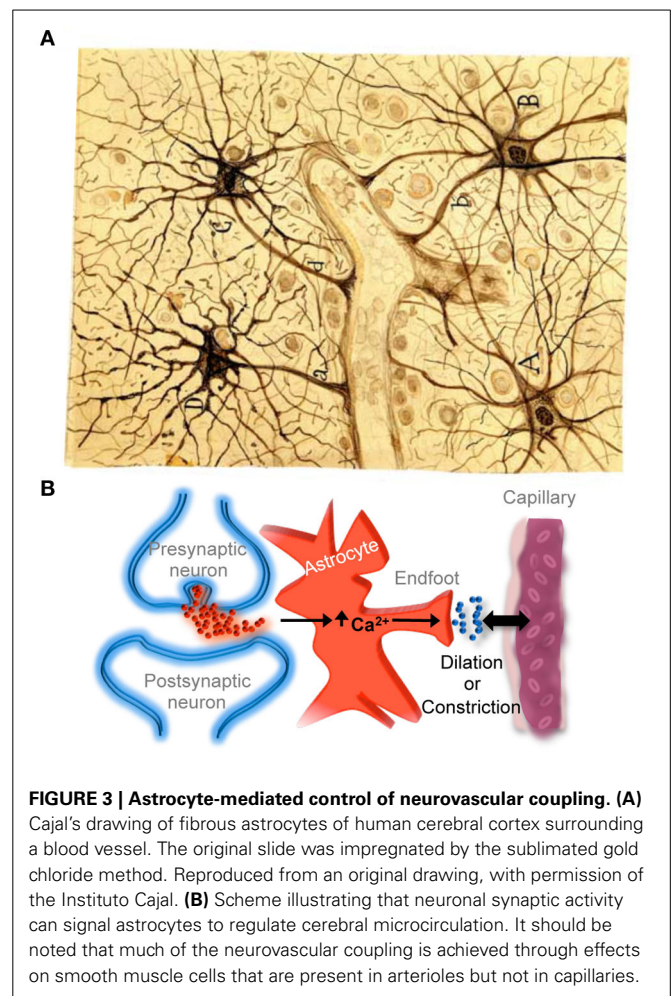 A
B
b
C
d
A
a
D
B
Capillary
Presynaptic
neuron
Astrocyte
Endfoot
Ca²⁺
Dilation
or
Constriction
Postsynaptic
neuron
FIGURE 3 | Astrocyte-mediated control of neurovascular coupling. (A)
Cajal's drawing of fibrous astrocytes of human cerebral cortex surrounding
a blood vessel. The original slide was impregnated by the sublimated gold
chloride method. Reproduced from an original drawing, with permission of
the Instituto Cajal. (B) Scheme illustrating that neuronal synaptic activity
can signal astrocytes to regulate cerebral microcirculation. It should be
noted that much of the neurovascular coupling is achieved through effects
on smooth muscle cells that are present in arterioles but not in capillaries.